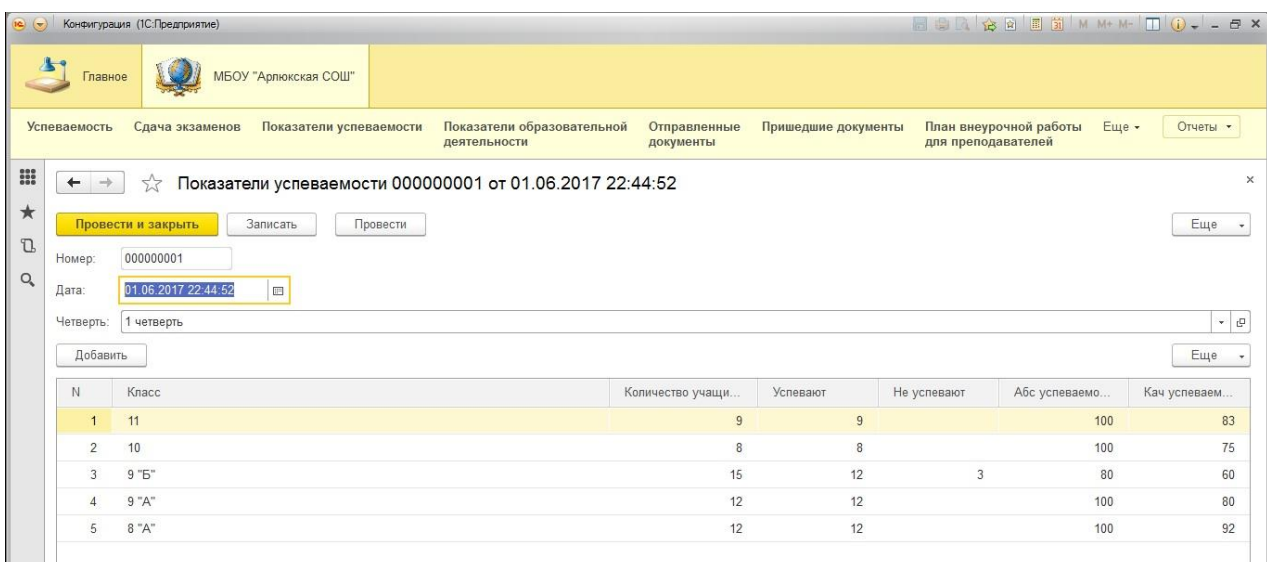 Конфигурация (1С:Предприятие)
M M+ M-
Главное
МБОУ "Арлюкская СОШ"
Успеваемость Сдача экзаменов Показатели успеваемости Показатели образовательной деятельности Отправленные документы Пришедшие документы План внеурочной работы для преподавателей Еще Отчеты
Показатели успеваемости 000000001 от 01.06.2017 22:44:52
Провести и закрыть Записать Провести Еще
Номер: 000000001
Дата: 01.06.2017 22:44:52
Четверть: 1 четверть
Добавить Еще
N Класс Количество учащи... Успевают Не успевают Абс успеваемо... Кач успеваем...
1 11 9 9 100 83
2 10 8 8 100 75
3 9 "Б" 15 12 3 80 60
4 9 "А" 12 12 100 80
5 8 "А" 12 12 100 92